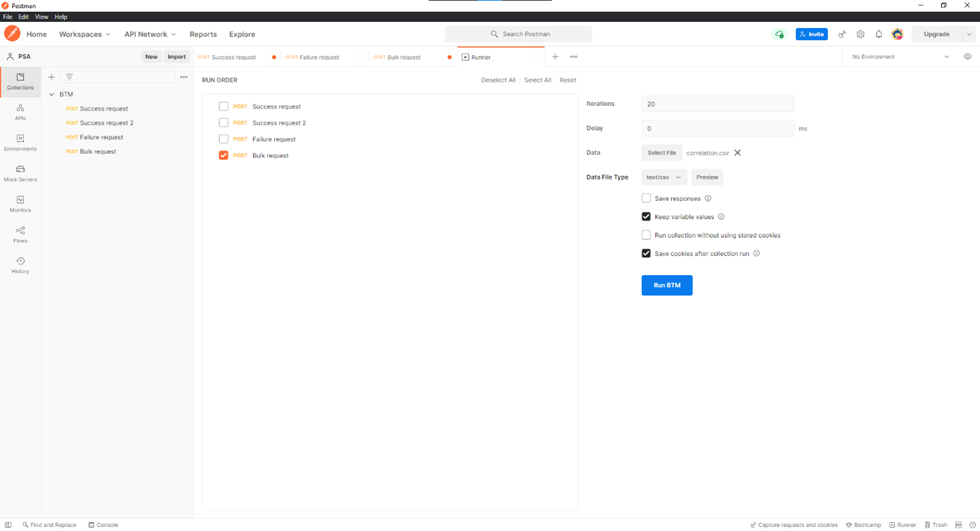 Postman
File Edit View Help
Home Workspaces API Network Reports Explore Search Postman Invite Upgrade
PSA New Import POST Success request POST Failure request POST Bulk request Runner No Environment
Collections
APIs
Environments
Mock Servers
Monitors
Flows
History
BTM
POST Success request
POST Success request 2
POST Failure request
POST Bulk request
RUN ORDER Deselect All Select All Reset
POST Success request
POST Success request 2
POST Failure request
POST Bulk request
Iterations 20
Delay 0 ms
Data Select File correlation.csv
Data File Type text/csv Preview
Save responses
Keep variable values
Run collection without using stored cookies
Save cookies after collection run
Run BTM
Find and Replace Console Capture requests and cookies Bootcamp Runner Trash